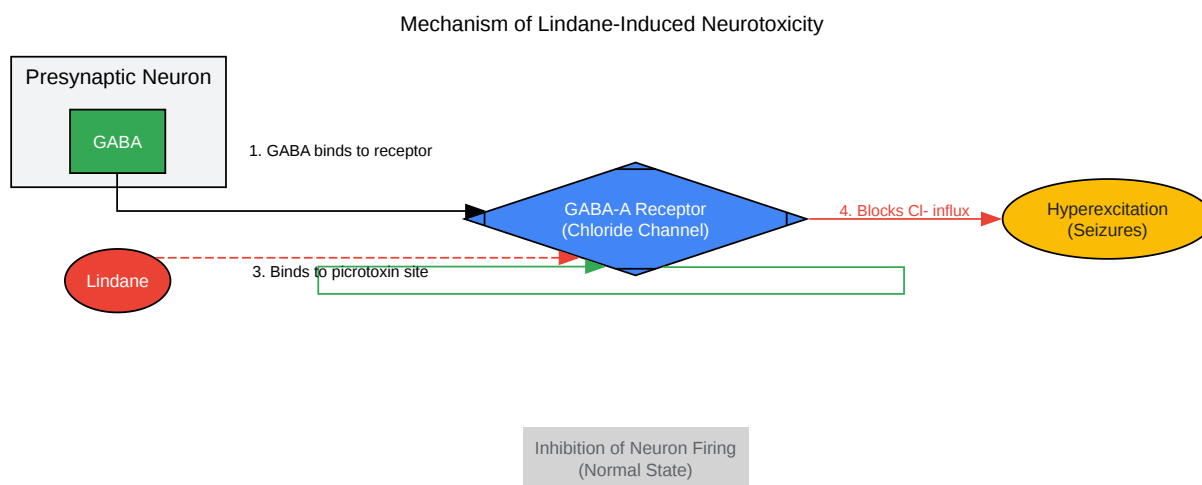 Mechanism of Lindane-Induced Neurotoxicity
Presynaptic Neuron
GABA
1. GABA binds to receptor
GABA-A Receptor
(Chloride Channel)
4. Blocks Cl- influx
Hyperexcitation
(Seizures)
Lindane
3. Binds to picrotoxin site
Inhibition of Neuron Firing
(Normal State)